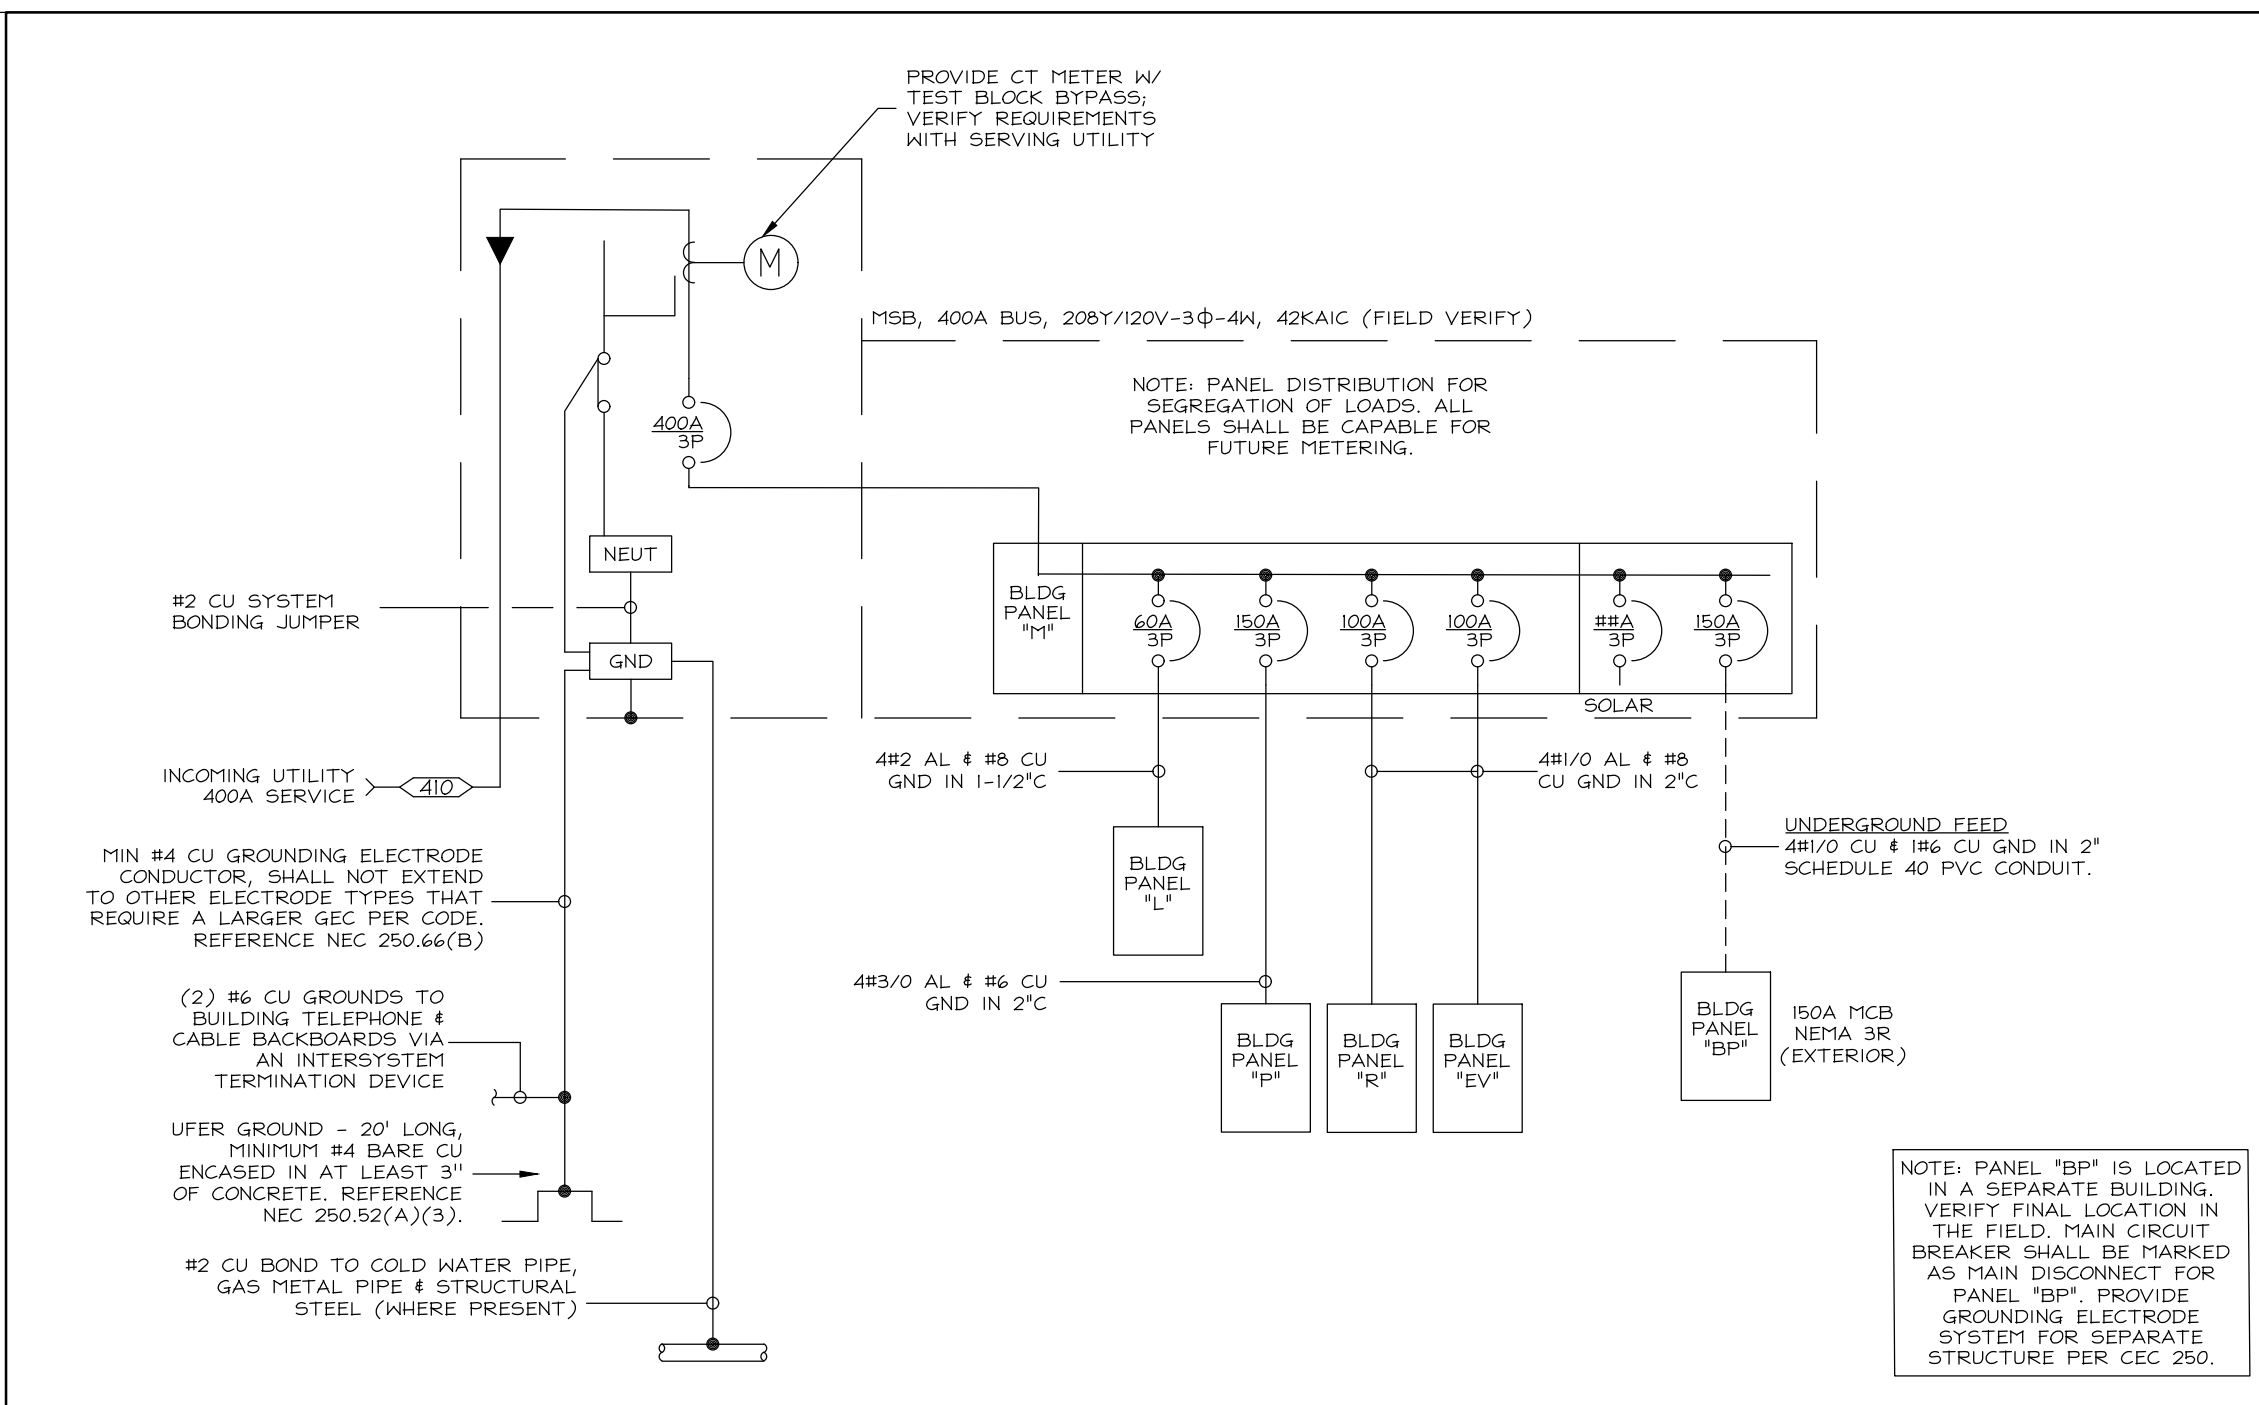 PROVIDE CT METER W/
TEST BLOCK BYPASS;
VERIFY REQUIREMENTS
WITH SERVING UTILITY
M
MSB, 400A BUS, 208Y/120V-3ϕ-4W, 42KAIC (FIELD VERIFY)
NOTE: PANEL DISTRIBUTION FOR
SEGREGATION OF LOADS. ALL
PANELS SHALL BE CAPABLE FOR
FUTURE METERING.
400A
3P
NEUT
#2 CU SYSTEM
BONDING JUMPER
GND
BLDG
PANEL
"M"
60A
3P
150A
3P
100A
3P
100A
3P
##A
3P
150A
3P
SOLAR
INCOMING UTILITY
400A SERVICE
410
4#2 AL & #8 CU
GND IN 1-1/2"C
4#1/0 AL & #8
CU GND IN 2"C
UNDERGROUND FEED
4#1/0 CU & 1#6 CU GND IN 2"
SCHEDULE 40 PVC CONDUIT.
MIN #4 CU GROUNDING ELECTRODE
CONDUCTOR, SHALL NOT EXTEND
TO OTHER ELECTRODE TYPES THAT
REQUIRE A LARGER GEC PER CODE.
REFERENCE NEC 250.66(B)
BLDG
PANEL
"L"
4#3/0 AL & #6 CU
GND IN 2"C
(2) #6 CU GROUNDS TO
BUILDING TELEPHONE &
CABLE BACKBOARDS VIA
AN INTERSYSTEM
TERMINATION DEVICE
BLDG
PANEL
"P"
BLDG
PANEL
"R"
BLDG
PANEL
"EV"
BLDG
PANEL
"BP"
150A MCB
NEMA 3R
(EXTERIOR)
UFER GROUND - 20' LONG,
MINIMUM #4 BARE CU
ENCASED IN AT LEAST 3"
OF CONCRETE. REFERENCE
NEC 250.52(A)(3).
#2 CU BOND TO COLD WATER PIPE,
GAS METAL PIPE & STRUCTURAL
STEEL (WHERE PRESENT)
NOTE: PANEL "BP" IS LOCATED
IN A SEPARATE BUILDING.
VERIFY FINAL LOCATION IN
THE FIELD. MAIN CIRCUIT
BREAKER SHALL BE MARKED
AS MAIN DISCONNECT FOR
PANEL "BP". PROVIDE
GROUNDING ELECTRODE
SYSTEM FOR SEPARATE
STRUCTURE PER CEC 250.